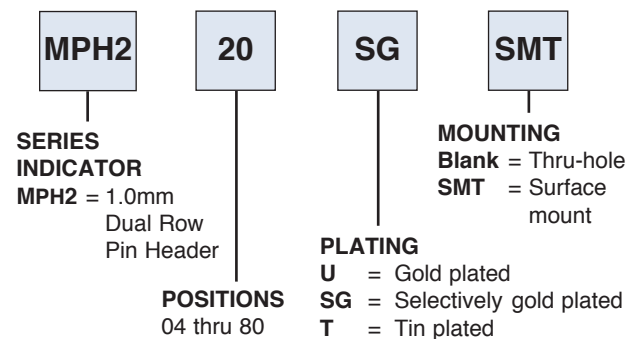 MPH2 20 SG SMT
SERIES
INDICATOR
MPH2 = 1.0mm
Dual Row
Pin Header
POSITIONS
04 thru 80
PLATING
U = Gold plated
SG = Selectively gold plated
T = Tin plated
MOUNTING
Blank = Thru-hole
SMT = Surface
mount